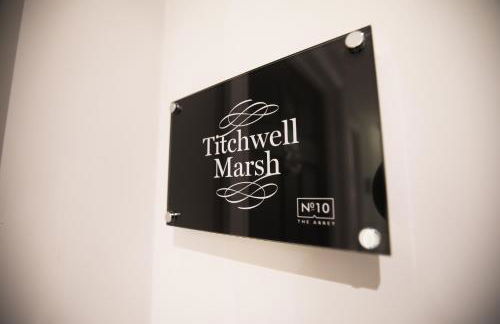 Titchwell
Marsh
Nº10
THE ABBEY